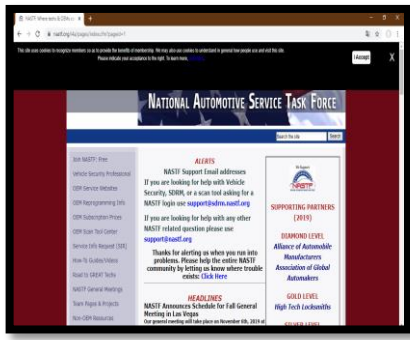 NASTF
nastf.org
This site uses cookies to recognize members so as to provide the benefits of membership. We may also use cookies to understand in general how people use and visit this site.
Please indicate your acceptance to the right. To learn more,
I Accept
X
NATIONAL AUTOMOTIVE SERVICE TASK FORCE
Search the site
Search
Join NASTF: Free
Vehicle Security Professional
OEM Service Websites
OEM Reprogramming Info
OEM Subscription Prices
OEM Scan Tool Center
Service Info Request (SIR)
How-To Guides/Videos
Road to GREAT Techs
NASTF General Meetings
Team Pages & Projects
Non-OEM Resources
ALERTS
NASTF Support Email addresses
If you are looking for help with Vehicle
Security, SDRM, or a scan tool asking for a
NASTF login use support@sdrm.nastf.org
If you are looking for help with any other
NASTF related question please use
support@nastf.org
Thanks for alerting us when you run into
problems. Please help the entire NASTF
community by letting us know where trouble
exists: Click Here
HEADLINES
NASTF Announces Schedule for Fall General
Meeting in Las Vegas
Our general meeting will take place on November 6th, 2019 at
NASTF
SUPPORTING PARTNERS
(2019)
DIAMOND LEVEL
Alliance of Automobile
Manufacturers
Association of Global
Automakers
GOLD LEVEL
High Tech Locksmiths
SILVER LEVEL